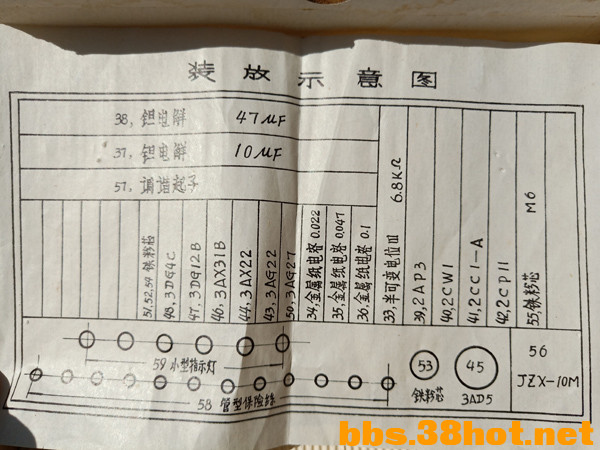 装放示意图
38,钽电解 47μF
37,钽电解 10μF
57,调谐起子
51,52,54 铁粉芯
48,3DG4C
47,3DG12B
46,3AX31B
44,3AX22
43,3AG22
50,3AG27
34,金属纸电容 0.022
35,金属纸电容 0.047
36,金属纸电容 0.1
33,半可变电位III 6.8KΩ
39,2AP3
40,2CW1
41,2CC1-A
42,2CP11
55,铁粉芯 M6
59 小型指示灯
58 管型保险丝
53
铁粉芯
45
3AD5
56
JZX-10M
bbs.38hot.net